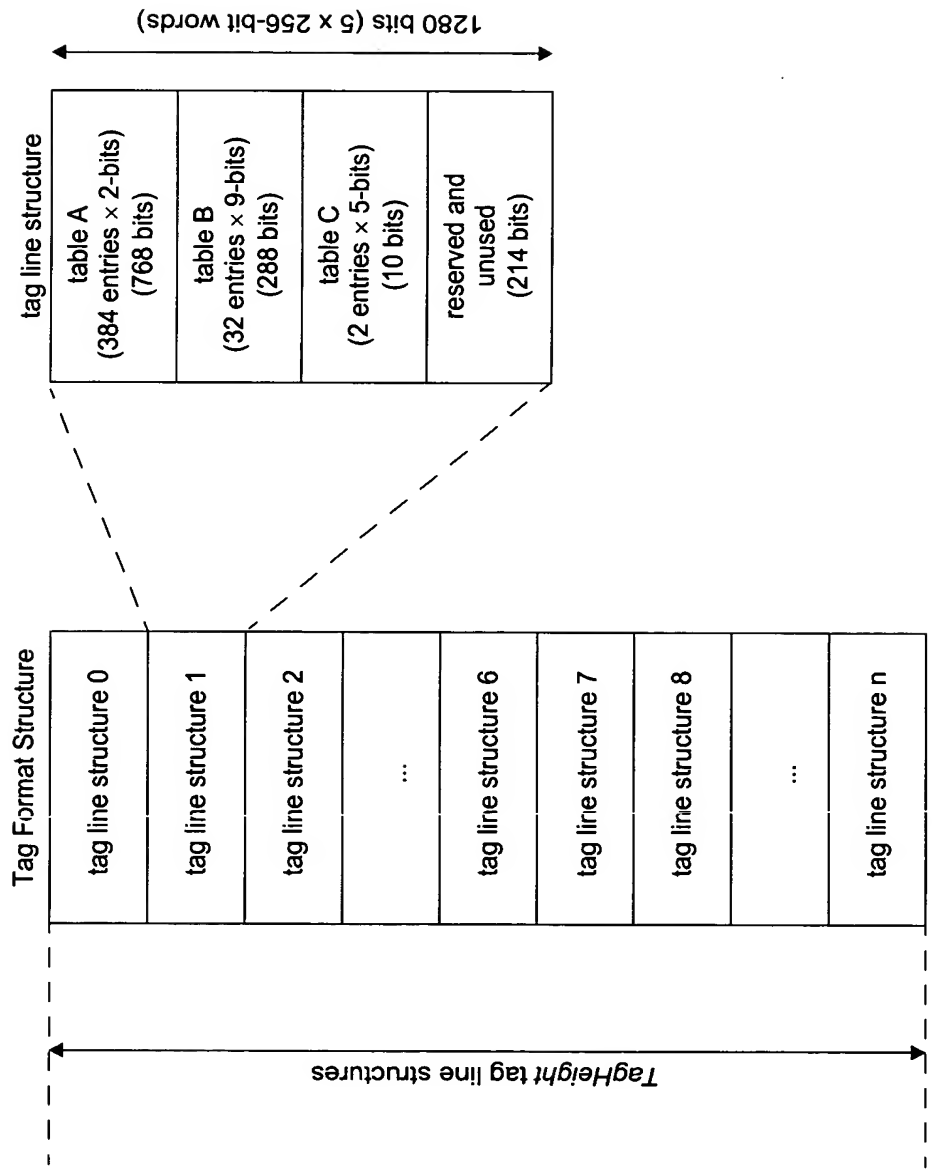 Tag Format Structure
tag line structure 0
tag line structure 1
tag line structure 2
...
tag line structure 6
tag line structure 7
tag line structure 8
...
tag line structure n
TagHeight tag line structures
tag line structure
table A
(384 entries × 2-bits)
(768 bits)
table B
(32 entries × 9-bits)
(288 bits)
table C
(2 entries × 5-bits)
(10 bits)
reserved and
unused
(214 bits)
1280 bits (5 x 256-bit words)